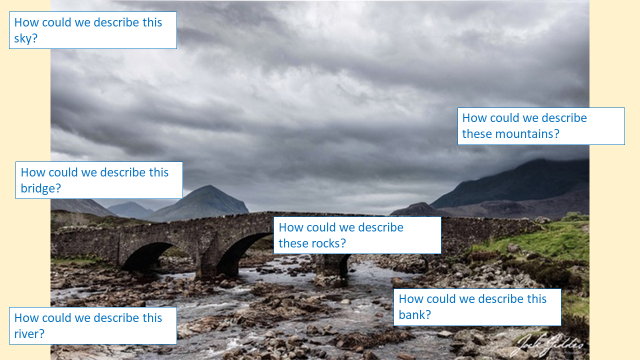 How could we describe this
sky?
How could we describe
these mountains?
How could we describe this
bridge?
How could we describe
these rocks?
How could we describe this
bank?
How could we describe this
river?